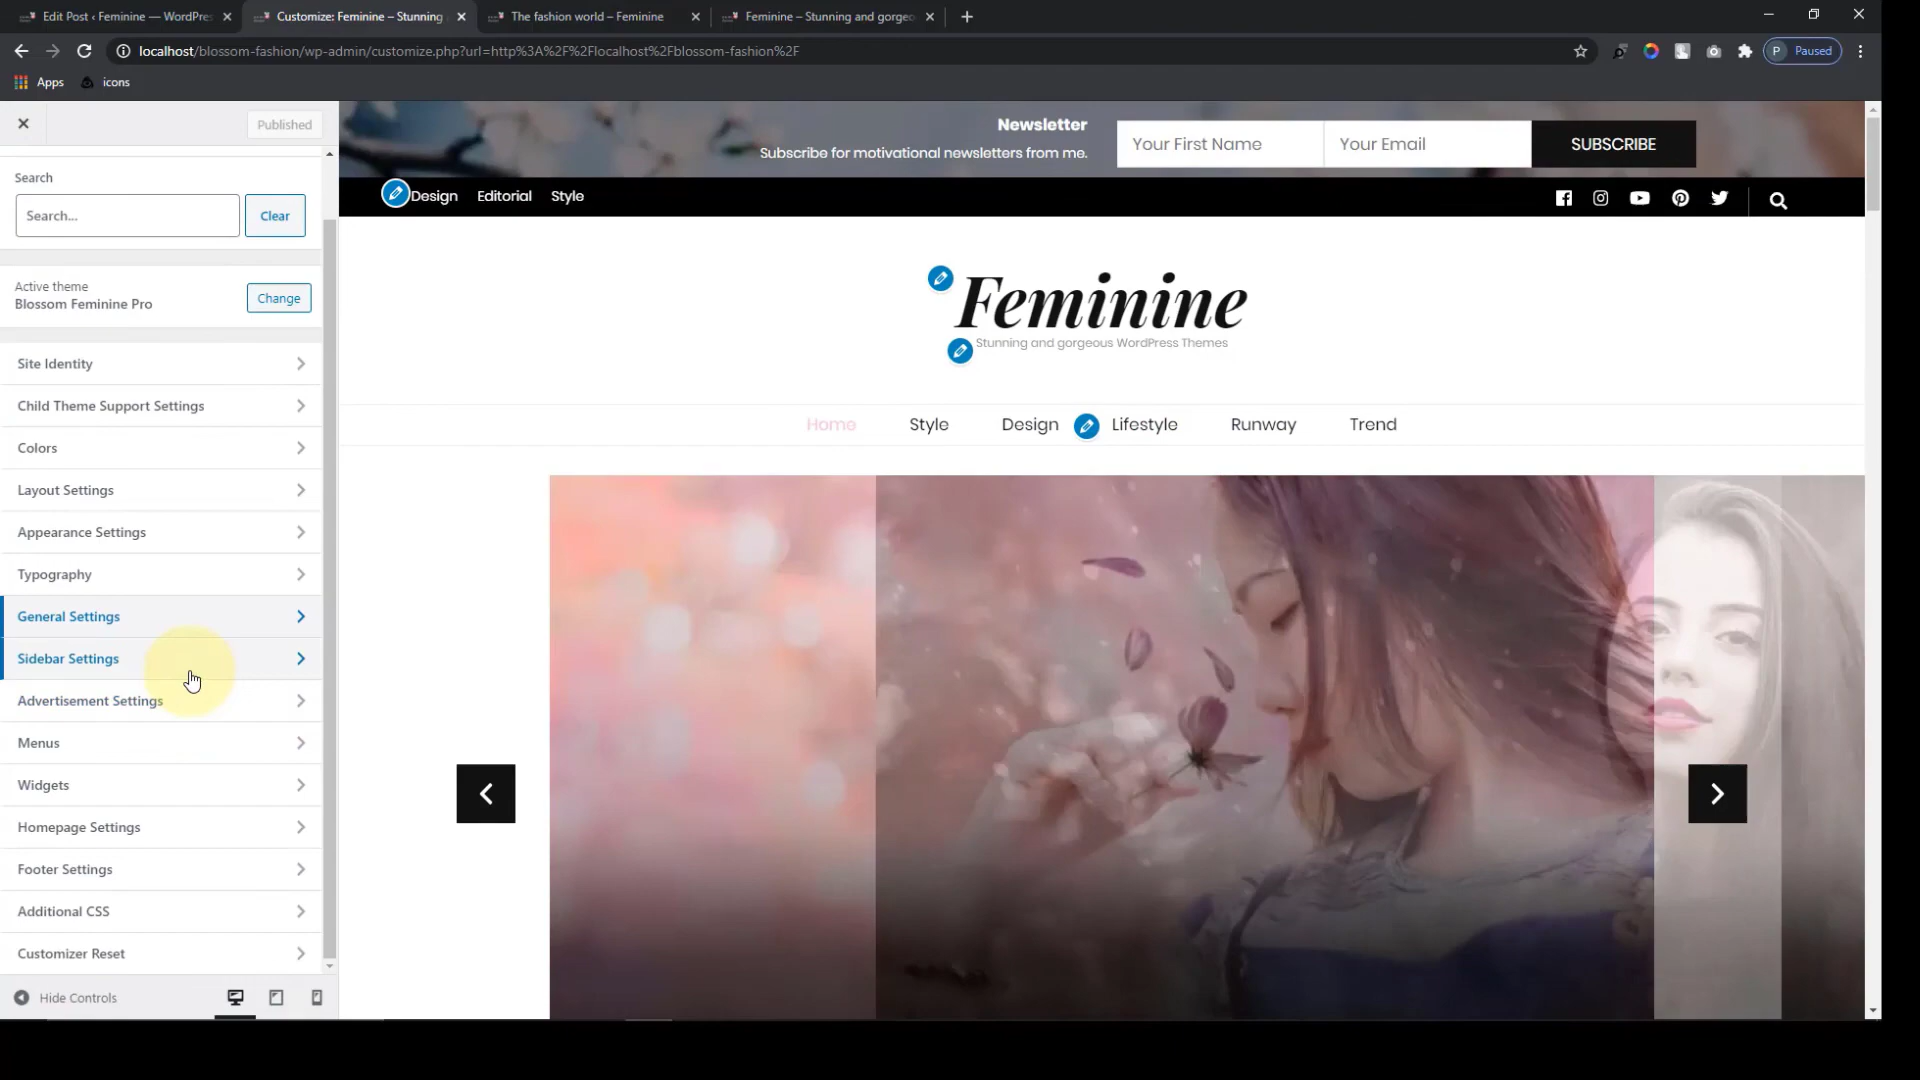 Edit Post ‹ Feminine — WordPres
Customize: Feminine – Stunning
The fashion world – Feminine
Feminine – Stunning and gorgeo
localhost/blossom-fashion/wp-admin/customize.php?url=http%3A%2F%2Flocalhost%2Fblossom-fashion%2F
P Paused
Apps
icons
Published
Search
Search...
Clear
Active theme
Blossom Feminine Pro
Change
Site Identity
Child Theme Support Settings
Colors
Layout Settings
Appearance Settings
Typography
General Settings
Sidebar Settings
Advertisement Settings
Menus
Widgets
Homepage Settings
Footer Settings
Additional CSS
Customizer Reset
Hide Controls
Newsletter
Subscribe for motivational newsletters from me.
Your First Name
Your Email
SUBSCRIBE
Design Editorial Style
Feminine
Stunning and gorgeous WordPress Themes
Home Style Design Lifestyle Runway Trend